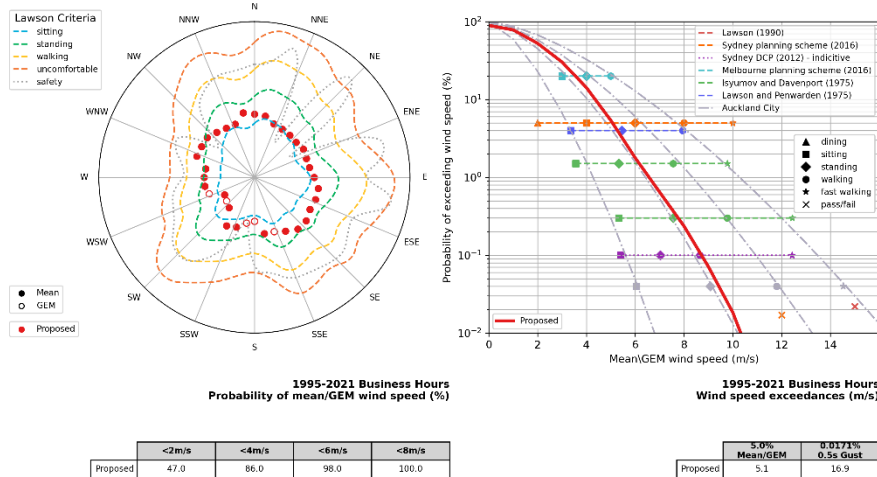 Lawson Criteria
sitting
standing
walking
uncomfortable
safety
N
NNE
NE
ENE
E
ESE
SE
SSE
S
SSW
SW
WSW
W
WNW
NW
NNW
Mean
GEM
Proposed
1995-2021 Business Hours
Probability of mean/GEM wind speed (%)
<2m/s <4m/s <6m/s <8m/s
Proposed 47.0 86.0 98.0 100.0
Probability of exceeding wind speed (%)
10^2
10^1
10^0
10^-1
10^-2
0 2 4 6 8 10 12 14
Mean\GEM wind speed (m/s)
Lawson (1990)
Sydney planning scheme (2016)
Sydney DCP (2012) - indicitive
Melbourne planning scheme (2016)
Isyumov and Davenport (1975)
Lawson and Penwarden (1975)
Auckland City
dining
sitting
standing
walking
fast walking
pass/fail
Proposed
1995-2021 Business Hours
Wind speed exceedances (m/s)
5.0% 0.0171%
Mean/GEM 0.5s Gust
Proposed 5.1 16.9